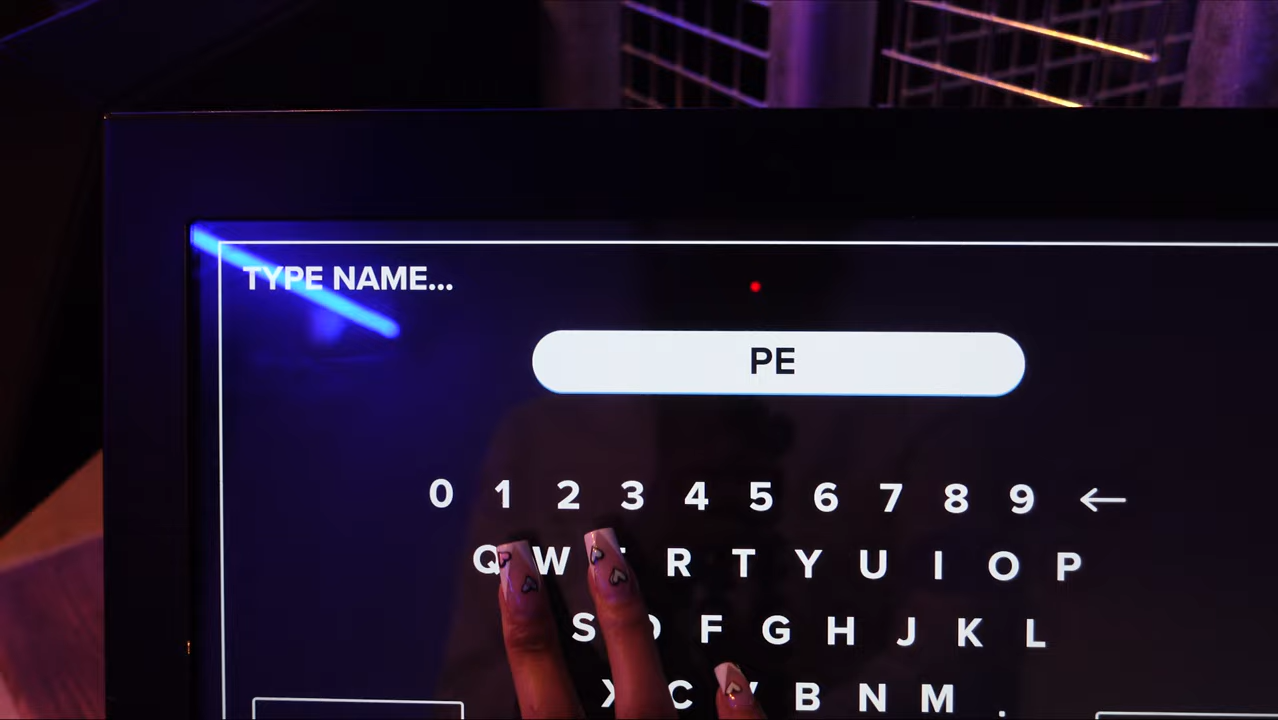 TYPE NAME...
PE
0 1 2 3 4 5 6 7 8 9 ←
Q W R T Y U I O P
S D F G H J K L
X C V B N M .